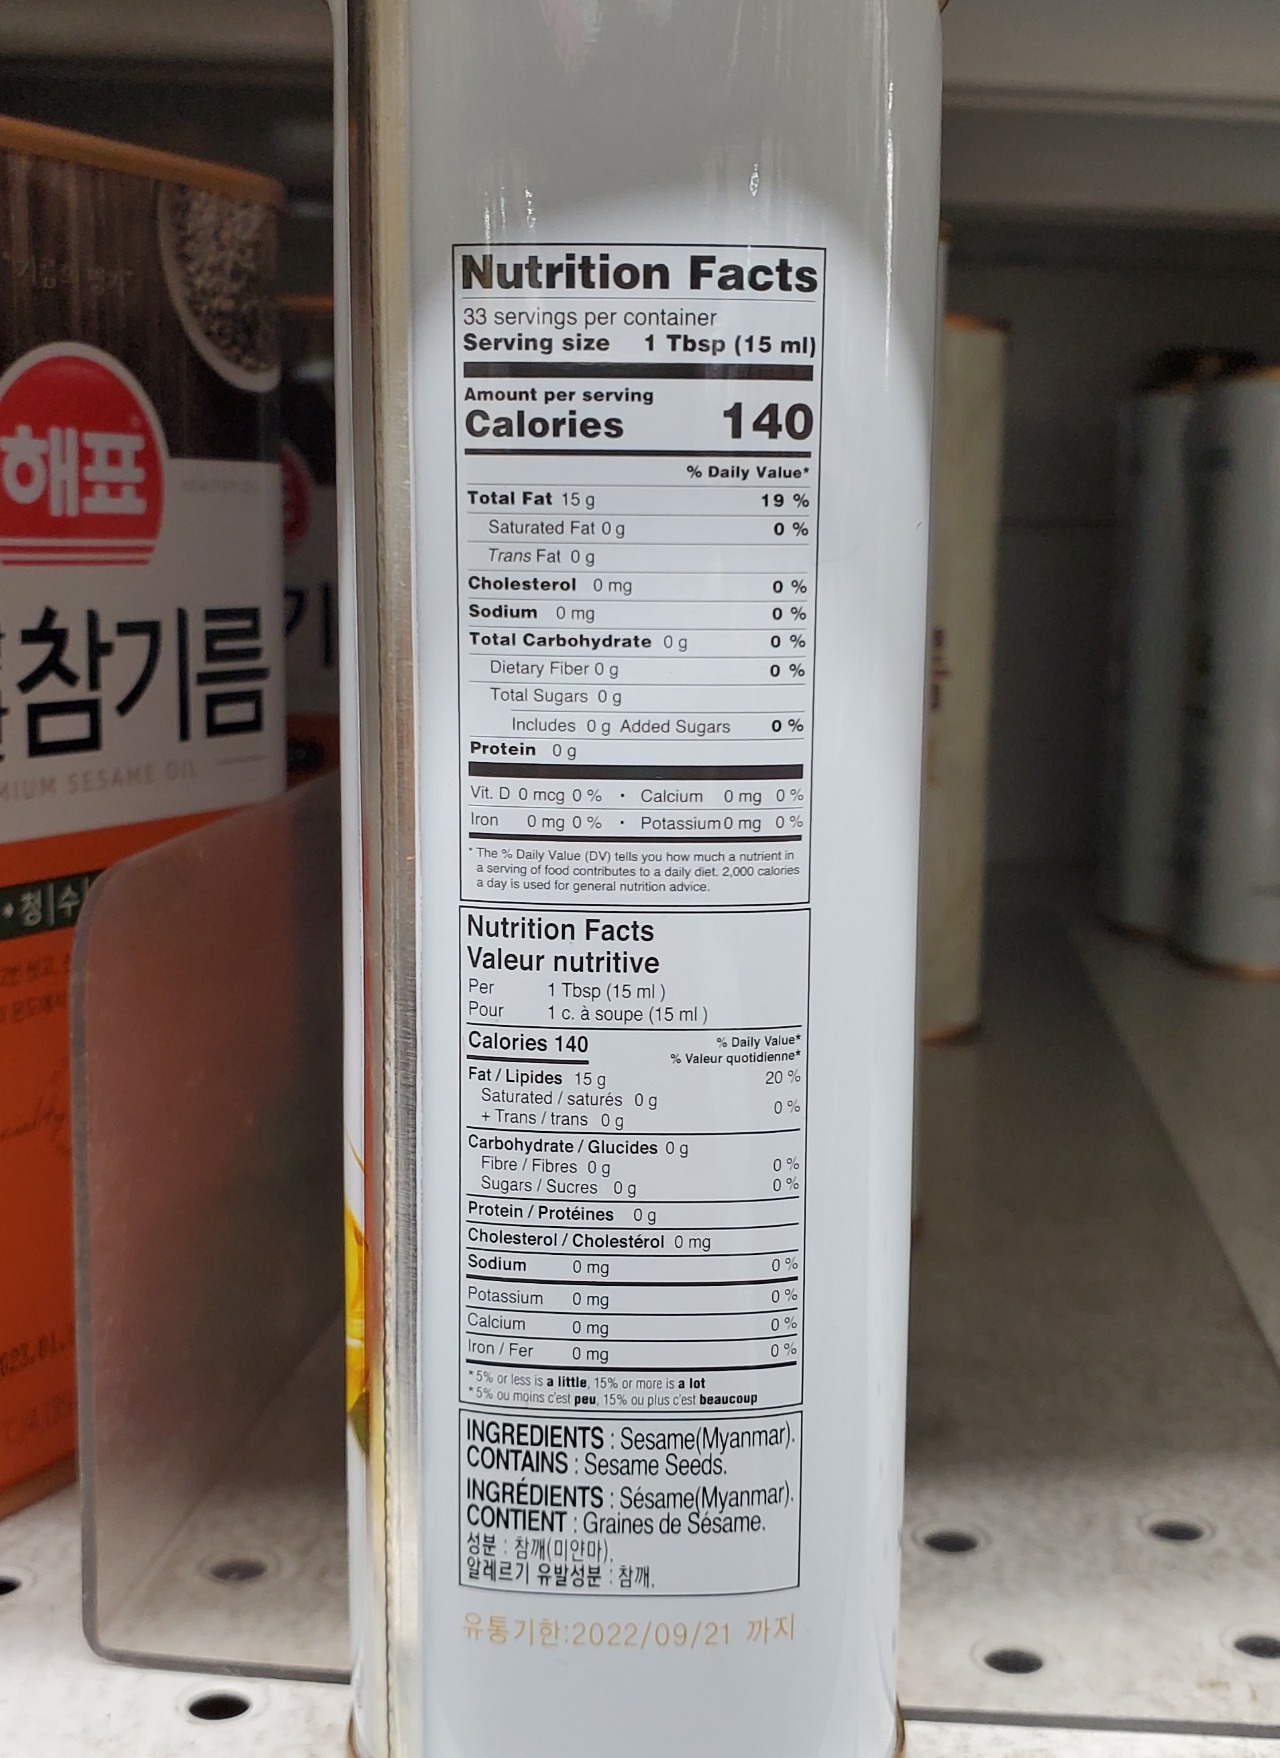 해표
참기름
MIUM SESAME OIL
청|수
Nutrition Facts
33 servings per container
Serving size 1 Tbsp (15 ml)
Amount per serving
Calories 140
% Daily Value*
Total Fat 15 g 19 %
Saturated Fat 0 g 0 %
Trans Fat 0 g
Cholesterol 0 mg 0 %
Sodium 0 mg 0 %
Total Carbohydrate 0 g 0 %
Dietary Fiber 0 g 0 %
Total Sugars 0 g
Includes 0 g Added Sugars 0 %
Protein 0 g
Vit. D 0 mcg 0 % • Calcium 0 mg 0 %
Iron 0 mg 0 % • Potassium 0 mg 0 %
* The % Daily Value (DV) tells you how much a nutrient in
a serving of food contributes to a daily diet. 2,000 calories
a day is used for general nutrition advice.
Nutrition Facts
Valeur nutritive
Per 1 Tbsp (15 ml )
Pour 1 c. à soupe (15 ml )
Calories 140 % Daily Value*
% Valeur quotidienne*
Fat / Lipides 15 g 20 %
Saturated / saturés 0 g
+ Trans / trans 0 g 0 %
Carbohydrate / Glucides 0 g
Fibre / Fibres 0 g 0 %
Sugars / Sucres 0 g 0 %
Protein / Protéines 0 g
Cholesterol / Cholestérol 0 mg
Sodium 0 mg 0 %
Potassium 0 mg 0 %
Calcium 0 mg 0 %
Iron / Fer 0 mg 0 %
* 5% or less is a little, 15% or more is a lot
* 5% ou moins c'est peu, 15% ou plus c'est beaucoup
INGREDIENTS : Sesame(Myanmar).
CONTAINS : Sesame Seeds.
INGRÉDIENTS : Sésame(Myanmar).
CONTIENT : Graines de Sésame.
성분 : 참깨(미얀마).
알레르기 유발성분 : 참깨.
유통기한:2022/09/21 까지